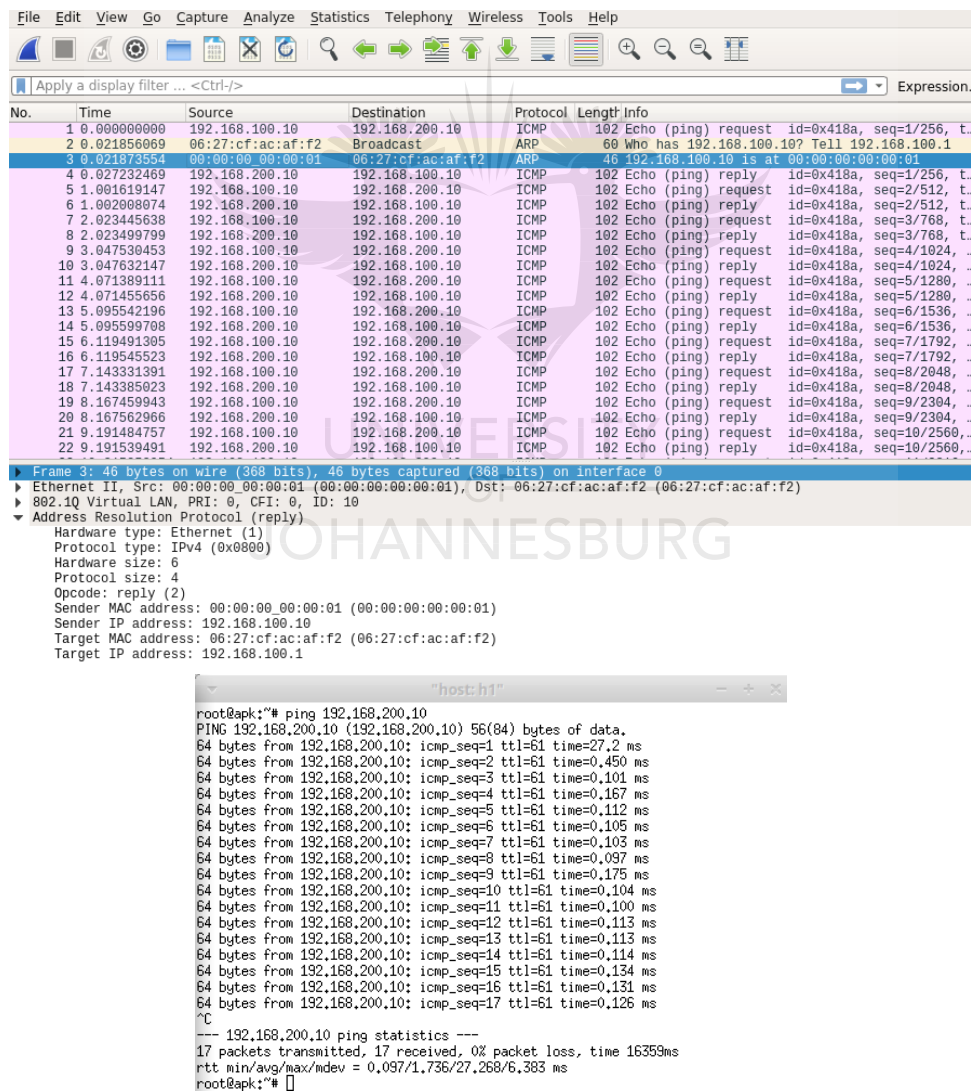 File Edit View Go Capture Analyze Statistics Telephony Wireless Tools Help
Apply a display filter ... <Ctrl-/> Expression.
No. Time Source Destination Protocol Length Info
1 0.000000000 192.168.100.10 192.168.200.10 ICMP 102 Echo (ping) request id=0x418a, seq=1/256, t…
2 0.021856069 06:27:cf:ac:af:f2 Broadcast ARP 60 Who has 192.168.100.10? Tell 192.168.100.1
3 0.021873554 00:00:00_00:00:01 06:27:cf:ac:af:f2 ARP 46 192.168.100.10 is at 00:00:00:00:00:01
4 0.027232469 192.168.200.10 192.168.100.10 ICMP 102 Echo (ping) reply id=0x418a, seq=1/256, t…
5 1.001619147 192.168.100.10 192.168.200.10 ICMP 102 Echo (ping) request id=0x418a, seq=2/512, t…
6 1.002008074 192.168.200.10 192.168.100.10 ICMP 102 Echo (ping) reply id=0x418a, seq=2/512, t…
7 2.023445638 192.168.100.10 192.168.200.10 ICMP 102 Echo (ping) request id=0x418a, seq=3/768, t…
8 2.023499799 192.168.200.10 192.168.100.10 ICMP 102 Echo (ping) reply id=0x418a, seq=3/768, t…
9 3.047530453 192.168.100.10 192.168.200.10 ICMP 102 Echo (ping) request id=0x418a, seq=4/1024, …
10 3.047632147 192.168.200.10 192.168.100.10 ICMP 102 Echo (ping) reply id=0x418a, seq=4/1024, …
11 4.071389111 192.168.100.10 192.168.200.10 ICMP 102 Echo (ping) request id=0x418a, seq=5/1280, …
12 4.071455656 192.168.200.10 192.168.100.10 ICMP 102 Echo (ping) reply id=0x418a, seq=5/1280, …
13 5.095542196 192.168.100.10 192.168.200.10 ICMP 102 Echo (ping) request id=0x418a, seq=6/1536, …
14 5.095599708 192.168.200.10 192.168.100.10 ICMP 102 Echo (ping) reply id=0x418a, seq=6/1536, …
15 6.119491305 192.168.100.10 192.168.200.10 ICMP 102 Echo (ping) request id=0x418a, seq=7/1792, …
16 6.119545523 192.168.200.10 192.168.100.10 ICMP 102 Echo (ping) reply id=0x418a, seq=7/1792, …
17 7.143331391 192.168.100.10 192.168.200.10 ICMP 102 Echo (ping) request id=0x418a, seq=8/2048, …
18 7.143385023 192.168.200.10 192.168.100.10 ICMP 102 Echo (ping) reply id=0x418a, seq=8/2048, …
19 8.167459943 192.168.100.10 192.168.200.10 ICMP 102 Echo (ping) request id=0x418a, seq=9/2304, …
20 8.167562966 192.168.200.10 192.168.100.10 ICMP 102 Echo (ping) reply id=0x418a, seq=9/2304, …
21 9.191484757 192.168.100.10 192.168.200.10 ICMP 102 Echo (ping) request id=0x418a, seq=10/2560,…
22 9.191539491 192.168.200.10 192.168.100.10 ICMP 102 Echo (ping) reply id=0x418a, seq=10/2560,…
UNIVERSITY
Frame 3: 46 bytes on wire (368 bits), 46 bytes captured (368 bits) on interface 0
Ethernet II, Src: 00:00:00_00:00:01 (00:00:00:00:00:01), Dst: 06:27:cf:ac:af:f2 (06:27:cf:ac:af:f2)
OF
802.1Q Virtual LAN, PRI: 0, CFI: 0, ID: 10
Address Resolution Protocol (reply)
Hardware type: Ethernet (1)
JOHANNESBURG
Protocol type: IPv4 (0x0800)
Hardware size: 6
Protocol size: 4
Opcode: reply (2)
Sender MAC address: 00:00:00_00:00:01 (00:00:00:00:00:01)
Sender IP address: 192.168.100.10
Target MAC address: 06:27:cf:ac:af:f2 (06:27:cf:ac:af:f2)
Target IP address: 192.168.100.1
"host: h1"
root@apk:~# ping 192.168.200.10
PING 192.168.200.10 (192.168.200.10) 56(84) bytes of data.
64 bytes from 192.168.200.10: icmp_seq=1 ttl=61 time=27.2 ms
64 bytes from 192.168.200.10: icmp_seq=2 ttl=61 time=0.450 ms
64 bytes from 192.168.200.10: icmp_seq=3 ttl=61 time=0.101 ms
64 bytes from 192.168.200.10: icmp_seq=4 ttl=61 time=0.167 ms
64 bytes from 192.168.200.10: icmp_seq=5 ttl=61 time=0.112 ms
64 bytes from 192.168.200.10: icmp_seq=6 ttl=61 time=0.105 ms
64 bytes from 192.168.200.10: icmp_seq=7 ttl=61 time=0.103 ms
64 bytes from 192.168.200.10: icmp_seq=8 ttl=61 time=0.097 ms
64 bytes from 192.168.200.10: icmp_seq=9 ttl=61 time=0.175 ms
64 bytes from 192.168.200.10: icmp_seq=10 ttl=61 time=0.104 ms
64 bytes from 192.168.200.10: icmp_seq=11 ttl=61 time=0.100 ms
64 bytes from 192.168.200.10: icmp_seq=12 ttl=61 time=0.113 ms
64 bytes from 192.168.200.10: icmp_seq=13 ttl=61 time=0.113 ms
64 bytes from 192.168.200.10: icmp_seq=14 ttl=61 time=0.114 ms
64 bytes from 192.168.200.10: icmp_seq=15 ttl=61 time=0.134 ms
64 bytes from 192.168.200.10: icmp_seq=16 ttl=61 time=0.131 ms
64 bytes from 192.168.200.10: icmp_seq=17 ttl=61 time=0.126 ms
^C
--- 192.168.200.10 ping statistics ---
17 packets transmitted, 17 received, 0% packet loss, time 16359ms
rtt min/avg/max/mdev = 0.097/1.736/27.268/6.383 ms
root@apk:~#